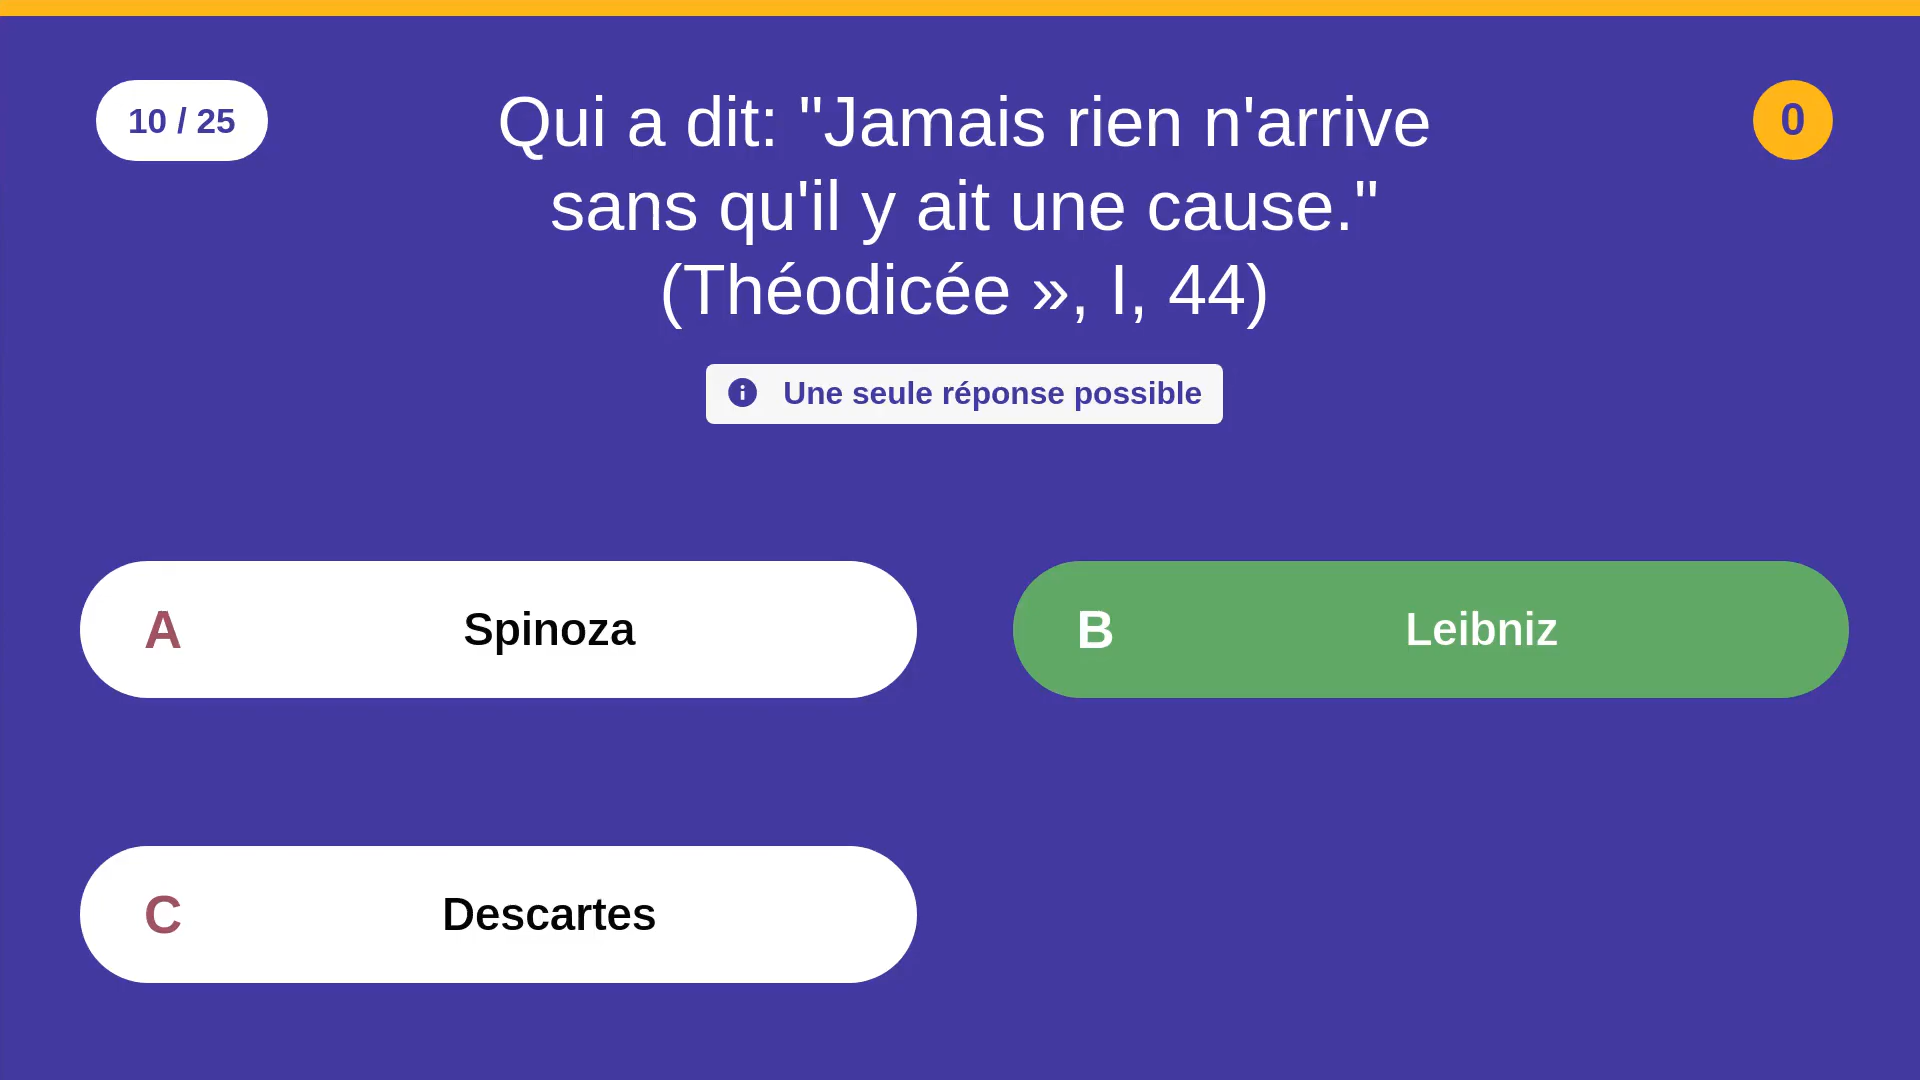 10 / 25
Qui a dit: "Jamais rien n'arrive
sans qu'il y ait une cause."
(Théodicée », I, 44)
0
Une seule réponse possible
A Spinoza
B Leibniz
C Descartes